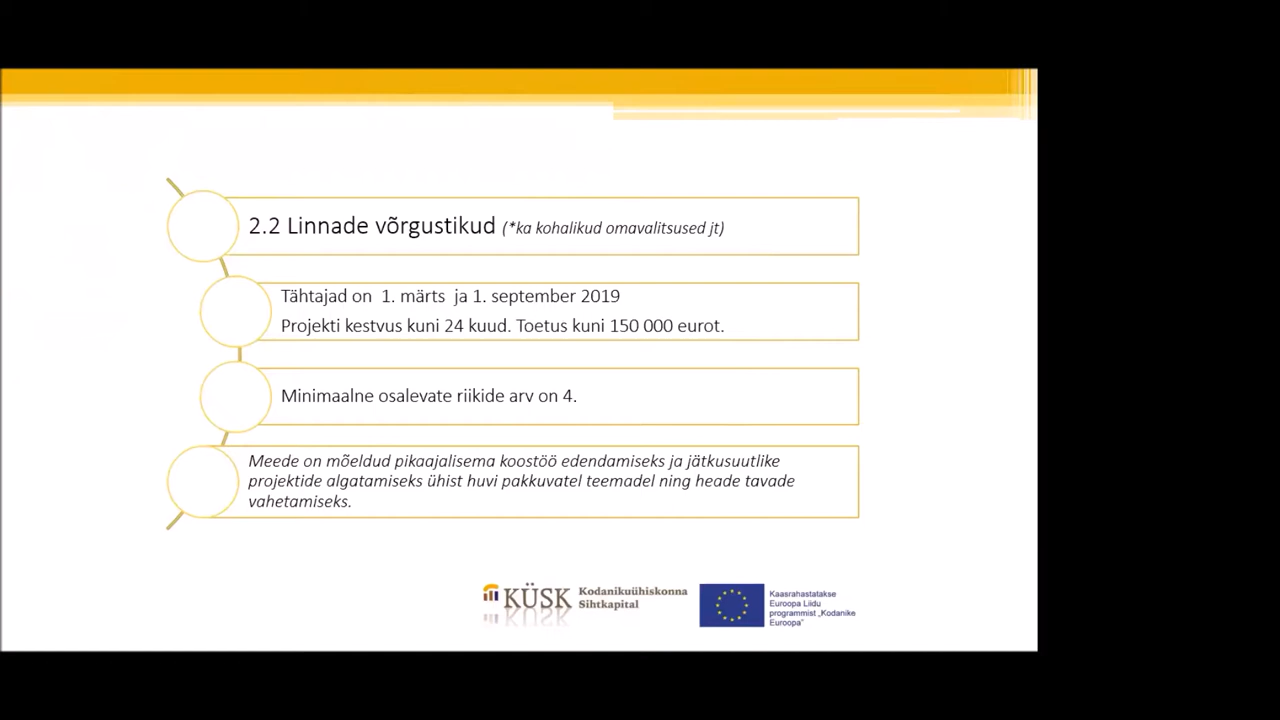 2.2 Linnade võrgustikud (*ka kohalikud omavalitsused jt)
Tähtajad on 1. märts ja 1. september 2019
Projekti kestvus kuni 24 kuud. Toetus kuni 150 000 eurot.
Minimaalne osalevate riikide arv on 4.
Meede on mõeldud pikaajalisema koostöö edendamiseks ja jätkusuutlike
projektide algatamiseks ühist huvi pakkuvatel teemadel ning heade tavade
vahetamiseks.
KÜSK
Kodanikuühiskonna
Sihtkapital
Kaasrahastatakse
Euroopa Liidu
programmist „Kodanike
Euroopa"